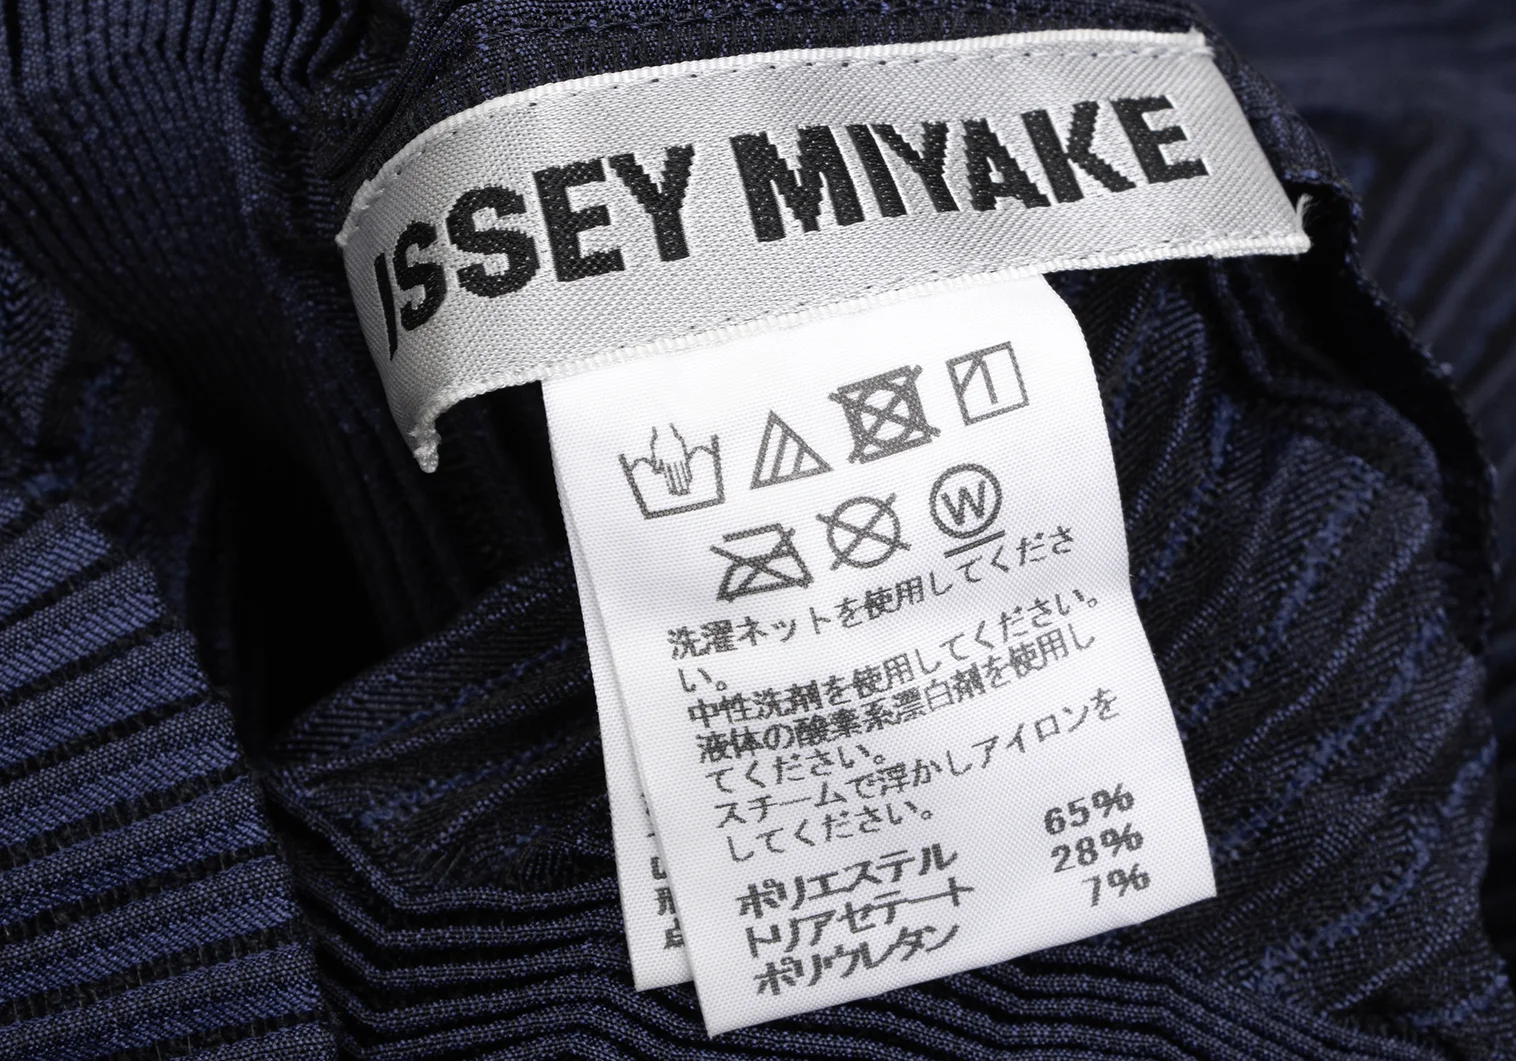 ISSEY MIYAKE
W
洗濯ネットを使用してくださ
い。
中性洗剤を使用してください。
液体の酸素系漂白剤を使用し
てください。
スチームで浮かしアイロンを
してください。
ポリエステル 65%
トリアセテート 28%
ポリウレタン 7%